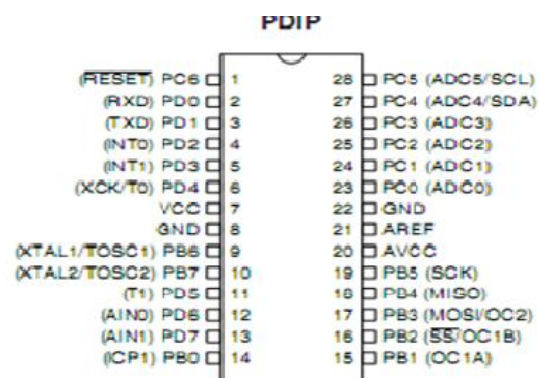 PDIP
(RESET) PC6 1 28 PC5 (ADC5/SCL)
(RXD) PD0 2 27 PC4 (ADC4/SDA)
(TXD) PD1 3 26 PC3 (ADC3)
(INT0) PD2 4 25 PC2 (ADC2)
(INT1) PD3 5 24 PC1 (ADC1)
(XCK/T0) PD4 6 23 PC0 (ADC0)
VCC 7 22 GND
GND 8 21 AREF
(XTAL1/TOSC1) PB6 9 20 AVCC
(XTAL2/TOSC2) PB7 10 19 PB5 (SCK)
(T1) PD5 11 18 PB4 (MISO)
(AIN0) PD6 12 17 PB3 (MOSI/OC2)
(AIN1) PD7 13 16 PB2 (SS/OC1B)
(ICP1) PB0 14 15 PB1 (OC1A)